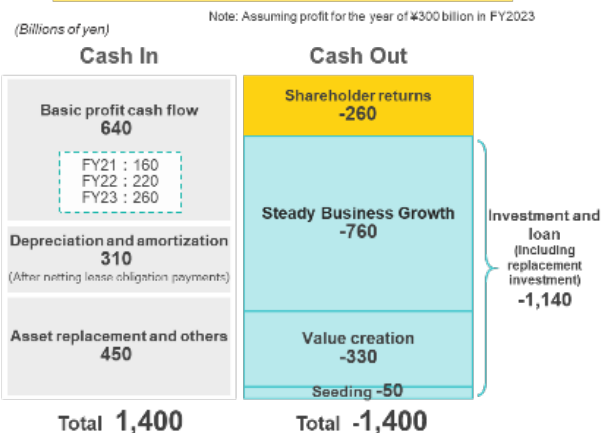 Note: Assuming profit for the year of ¥300 billion in FY2023
(Billions of yen)
Cash In
Cash Out
Basic profit cash flow
640
FY21 : 160
FY22 : 220
FY23 : 260
Depreciation and amortization
310
(After netting lease obligation payments)
Asset replacement and others
450
Total 1,400
Shareholder returns
-260
Steady Business Growth
-760
Value creation
-330
Seeding -50
Total -1,400
Investment and
loan
(including
replacement
investment)
-1,140